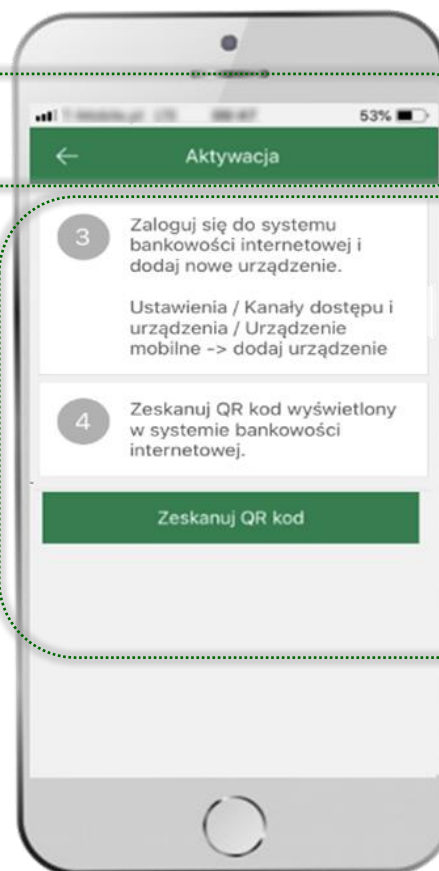 53%
Aktywacja
3
Zaloguj się do systemu
bankowości internetowej i
dodaj nowe urządzenie.
Ustawienia / Kanały dostępu i
urządzenia / Urządzenie
mobilne -> dodaj urządzenie
4
Zeskanuj QR kod wyświetlony
w systemie bankowości
internetowej.
Zeskanuj QR kod